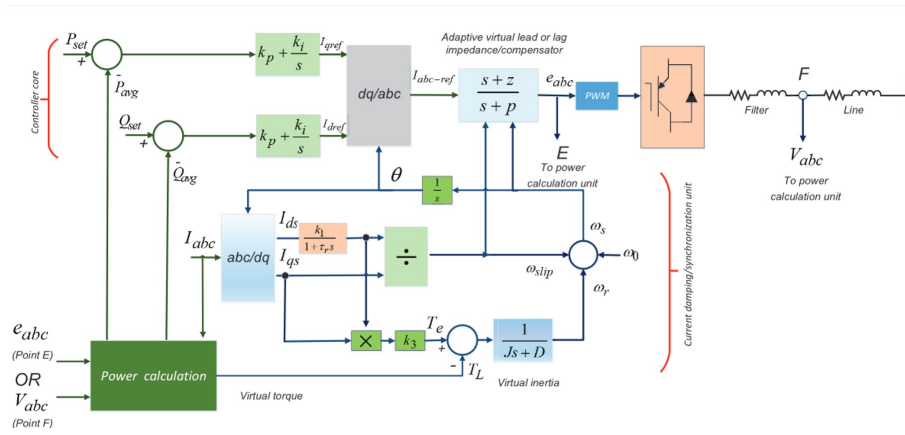 Adaptive virtual lead or lag
impedance/compensator
P_set
+
-
P_avg
k_p + k_i/s
I_qref
dq/abc
I_abc-ref
s + z
s + p
e_abc
PWM
Filter
F
Line
Controller core
Q_set
+
-
Q_avg
k_p + k_i/s
I_dref
E
To power
calculation unit
V_abc
To power
calculation unit
θ
1/s
I_abc
abc/dq
I_ds
k_1
1+τ_r s
I_qs
÷
ω_s
ω_slip
ω_0
ω_r
Current damping/synchronization unit
×
k_3
T_e
+
-
T_L
1
Js + D
Virtual inertia
e_abc
(Point E)
OR
V_abc
(Point F)
Power calculation
Virtual torque